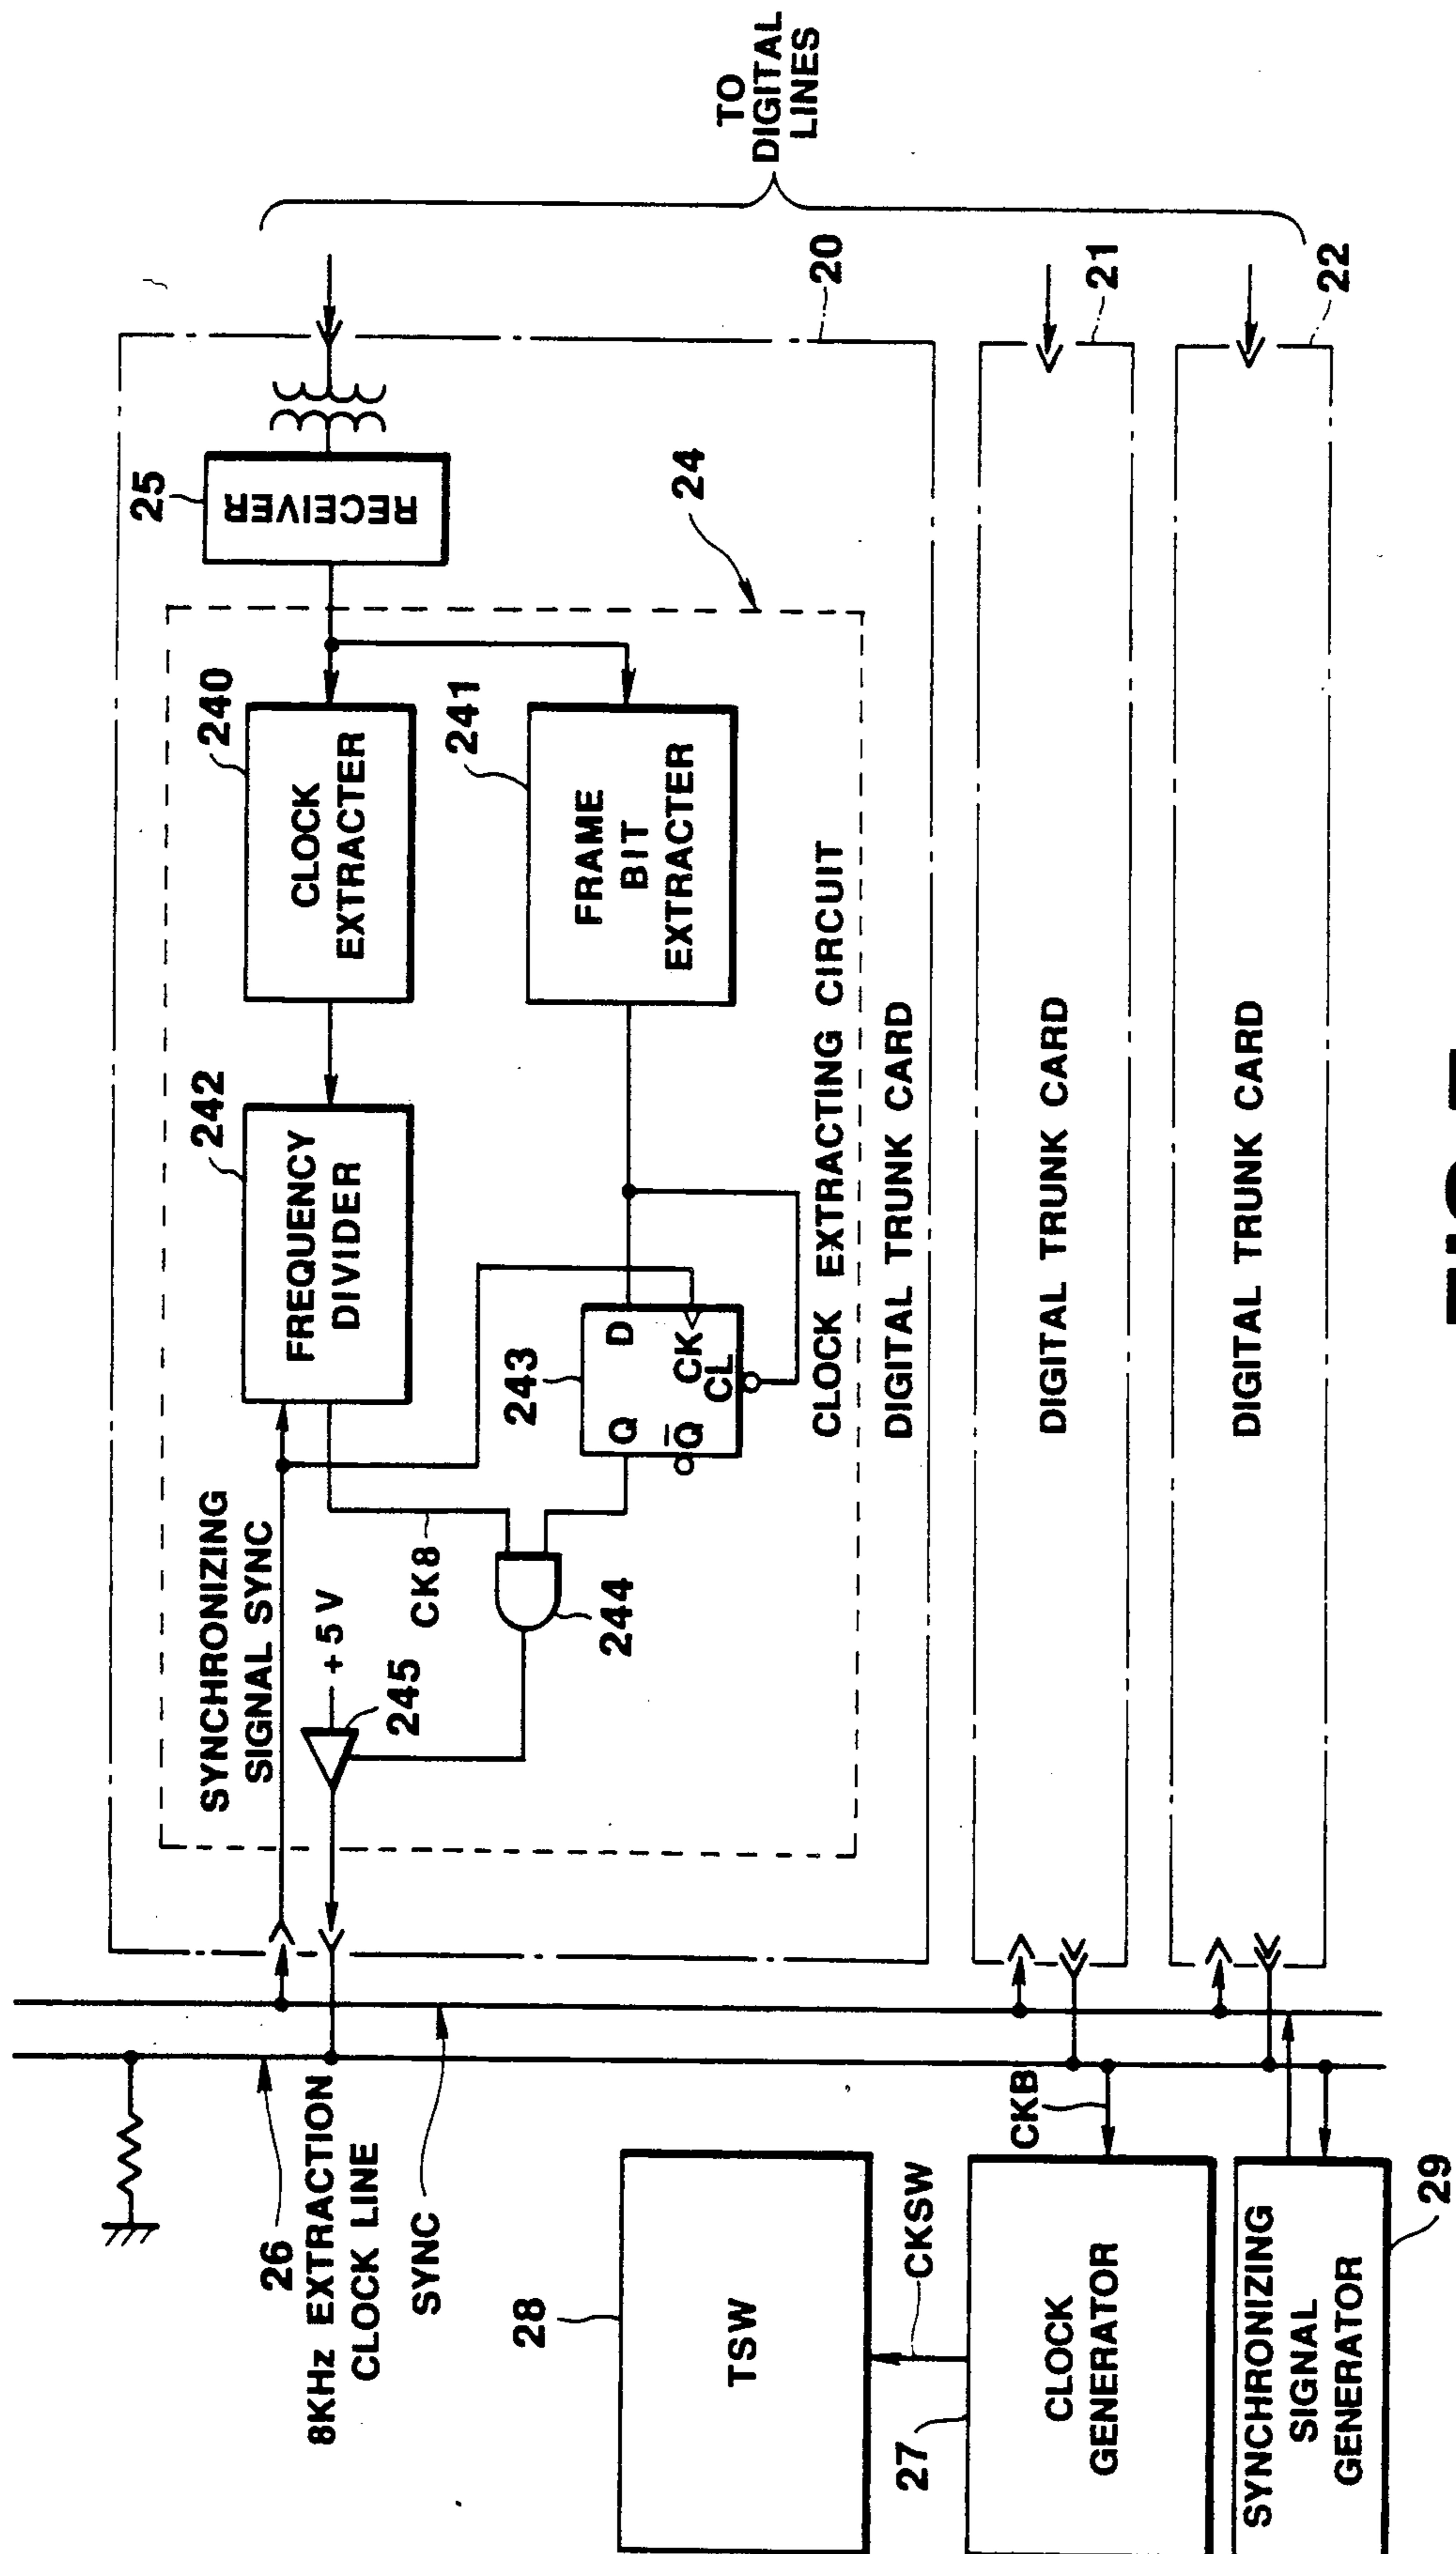 TO
DIGITAL
LINES
20
21
22
25
RECEIVER
24
240
CLOCK
EXTRACTER
241
FRAME
BIT
EXTRACTER
242
FREQUENCY
DIVIDER
243
D
CK
CL
Q
Q̅
CLOCK EXTRACTING CIRCUIT
DIGITAL TRUNK CARD
DIGITAL TRUNK CARD
DIGITAL TRUNK CARD
SYNCHRONIZING
SIGNAL SYNC
CK8
244
+5V
245
26
8KHz EXTRACTION
CLOCK LINE
SYNC
28
TSW
CKSW
CKB
27
CLOCK
GENERATOR
SYNCHRONIZING
SIGNAL
GENERATOR
29